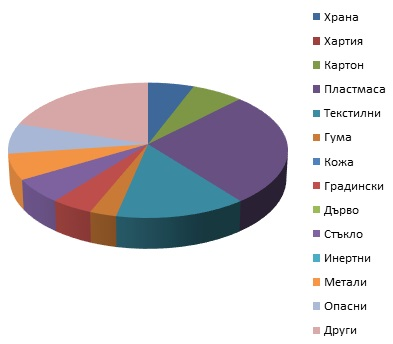 Храна
Хартия
Картон
Пластмаса
Текстилни
Гума
Кожа
Градински
Дърво
Стъкло
Инертни
Метали
Опасни
Други